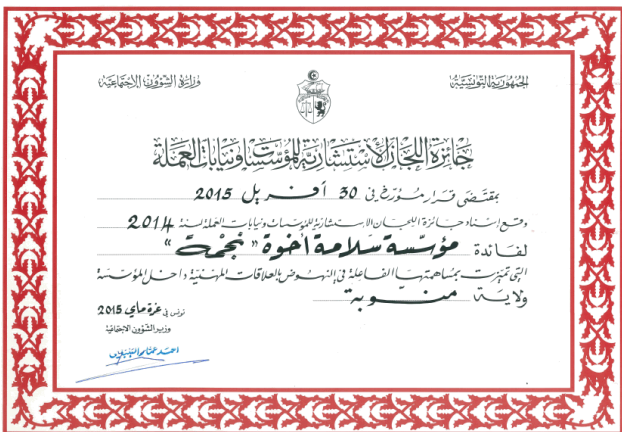 الجمهورية التونسية
وزارة الشؤون الاجتماعية
جائزة اللجان الاستشارية للمؤسسات ونيابات العملة
بمقتضى قرار مؤرخ في 30 أفريل 2015
وقع إسناد جائزة اللجان الاستشارية للمؤسسات ونيابات العملة لسنة 2014
لفائدة مؤسسة سلامة أخوة " نجمة "
التي تميزت بمساهمتها الفاعلة في النهوض بالعلاقات المهنية داخل المؤسسة
ولاية منوبة
تونس في غرة ماي 2015
وزير الشؤون الاجتماعية
احمد عمار